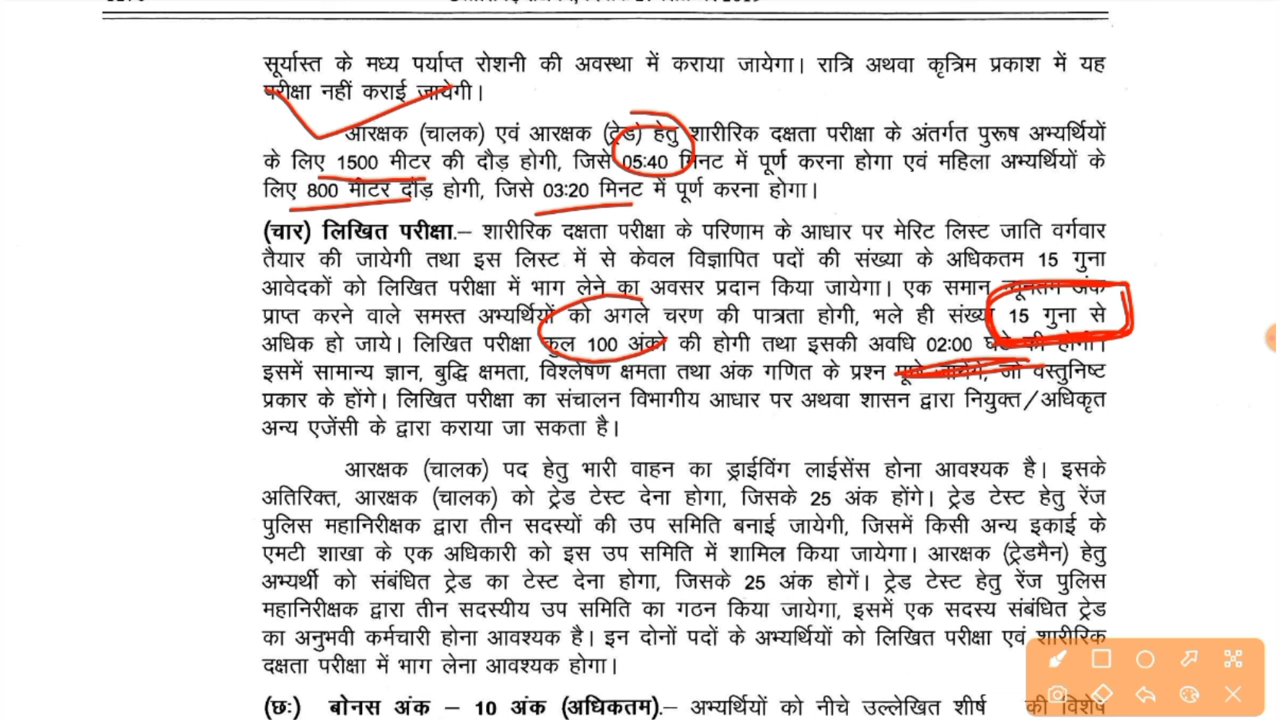 सूर्यास्त के मध्य पर्याप्त रोशनी की अवस्था में कराया जायेगा। रात्रि अथवा कृत्रिम प्रकाश में यह
परीक्षा नहीं कराई जायेगी।
आरक्षक (चालक) एवं आरक्षक (ट्रेड) हेतु शारीरिक दक्षता परीक्षा के अंतर्गत पुरूष अभ्यर्थियों
के लिए 1500 मीटर की दौड़ होगी, जिसे 05:40 मिनट में पूर्ण करना होगा एवं महिला अभ्यर्थियों के
लिए 800 मीटर दौड़ होगी, जिसे 03:20 मिनट में पूर्ण करना होगा।
(चार) लिखित परीक्षा.– शारीरिक दक्षता परीक्षा के परिणाम के आधार पर मेरिट लिस्ट जाति वर्गवार
तैयार की जायेगी तथा इस लिस्ट में से केवल विज्ञापित पदों की संख्या के अधिकतम 15 गुना
आवेदकों को लिखित परीक्षा में भाग लेने का अवसर प्रदान किया जायेगा। एक समान न्यूनतम अंक
प्राप्त करने वाले समस्त अभ्यर्थियों को अगले चरण की पात्रता होगी, भले ही संख्या 15 गुना से
अधिक हो जाये। लिखित परीक्षा कुल 100 अंको की होगी तथा इसकी अवधि 02:00 घंटे की होगी।
इसमें सामान्य ज्ञान, बुद्धि क्षमता, विश्लेषण क्षमता तथा अंक गणित के प्रश्न जो वस्तुनिष्ट
प्रकार के होंगे। लिखित परीक्षा का संचालन विभागीय आधार पर अथवा शासन द्वारा नियुक्त/अधिकृत
अन्य एजेंसी के द्वारा कराया जा सकता है।
आरक्षक (चालक) पद हेतु भारी वाहन का ड्राईविंग लाईसेंस होना आवश्यक है। इसके
अतिरिक्त, आरक्षक (चालक) को ट्रेड टेस्ट देना होगा, जिसके 25 अंक होंगे। ट्रेड टेस्ट हेतु रेंज
पुलिस महानिरीक्षक द्वारा तीन सदस्यों की उप समिति बनाई जायेगी, जिसमें किसी अन्य इकाई के
एमटी शाखा के एक अधिकारी को इस उप समिति में शामिल किया जायेगा। आरक्षक (ट्रेडमैन) हेतु
अभ्यर्थी को संबंधित ट्रेड का टेस्ट देना होगा, जिसके 25 अंक होगें। ट्रेड टेस्ट हेतु रेंज पुलिस
महानिरीक्षक द्वारा तीन सदस्यीय उप समिति का गठन किया जायेगा, इसमें एक सदस्य संबंधित ट्रेड
का अनुभवी कर्मचारी होना आवश्यक है। इन दोनों पदों के अभ्यर्थियों को लिखित परीक्षा एवं शारीरिक
दक्षता परीक्षा में भाग लेना आवश्यक होगा।
(छः) बोनस अंक – 10 अंक (अधिकतम).– अभ्यर्थियों को नीचे उल्लेखित शीर्ष की विशेष